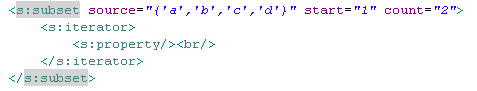 <s:subset source="{'a','b','c','d'}" start="1" count="2">
<s:iterator>
<s:property/><br/>
</s:iterator>
</s:subset>